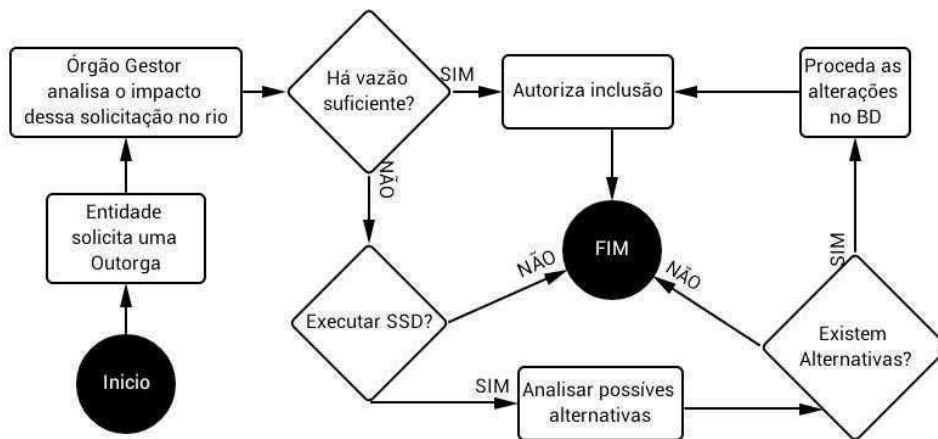 Órgão Gestor
analisa o impacto
dessa solicitação no rio
Há vazão
suficiente?
SIM
Autoriza inclusão
Proceda as
alterações
no BD
NÃO
Entidade
solicita uma
Outorga
FIM
SIM
NÃO
NÃO
Executar SSD?
Existem
Alternativas?
Inicio
SIM
Analisar possíves
alternativas